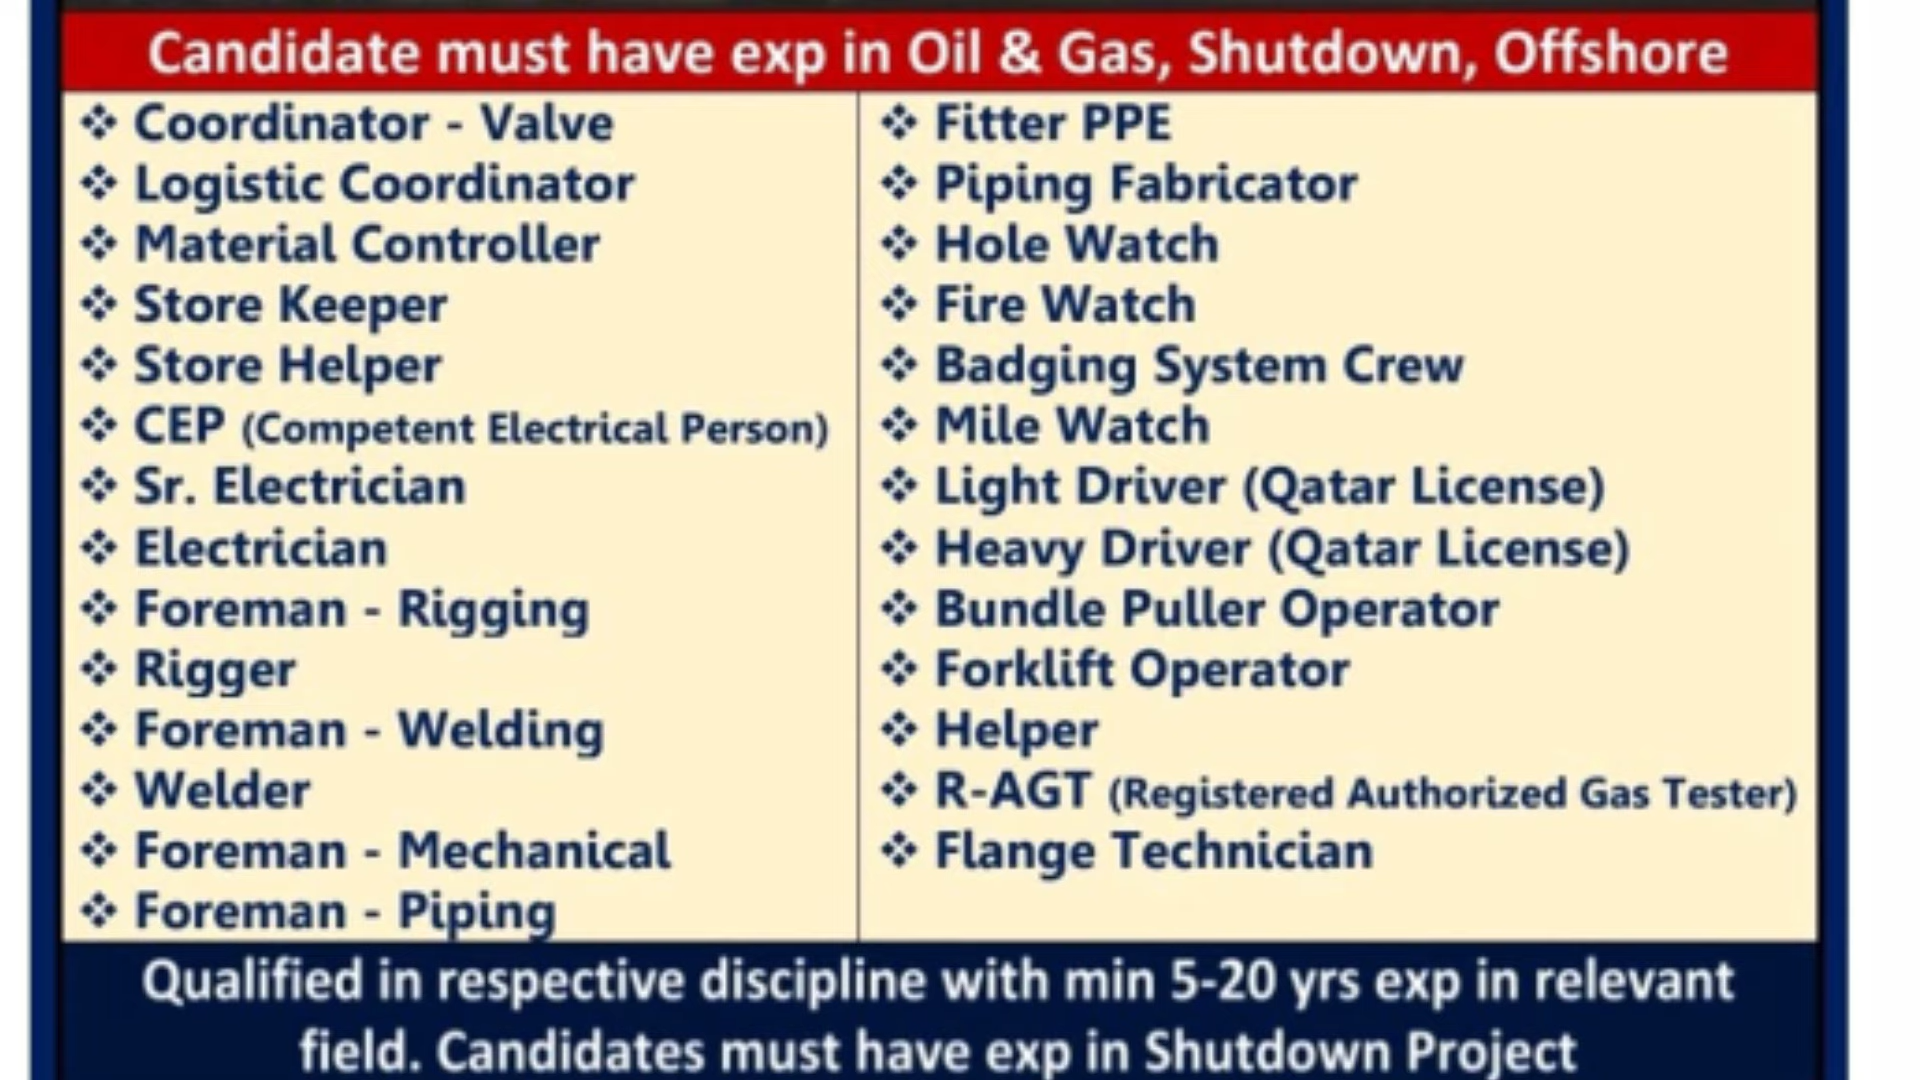 Candidate must have exp in Oil & Gas, Shutdown, Offshore
❖ Coordinator - Valve
❖ Logistic Coordinator
❖ Material Controller
❖ Store Keeper
❖ Store Helper
❖ CEP (Competent Electrical Person)
❖ Sr. Electrician
❖ Electrician
❖ Foreman - Rigging
❖ Rigger
❖ Foreman - Welding
❖ Welder
❖ Foreman - Mechanical
❖ Foreman - Piping
❖ Fitter PPE
❖ Piping Fabricator
❖ Hole Watch
❖ Fire Watch
❖ Badging System Crew
❖ Mile Watch
❖ Light Driver (Qatar License)
❖ Heavy Driver (Qatar License)
❖ Bundle Puller Operator
❖ Forklift Operator
❖ Helper
❖ R-AGT (Registered Authorized Gas Tester)
❖ Flange Technician
Qualified in respective discipline with min 5-20 yrs exp in relevant
field. Candidates must have exp in Shutdown Project